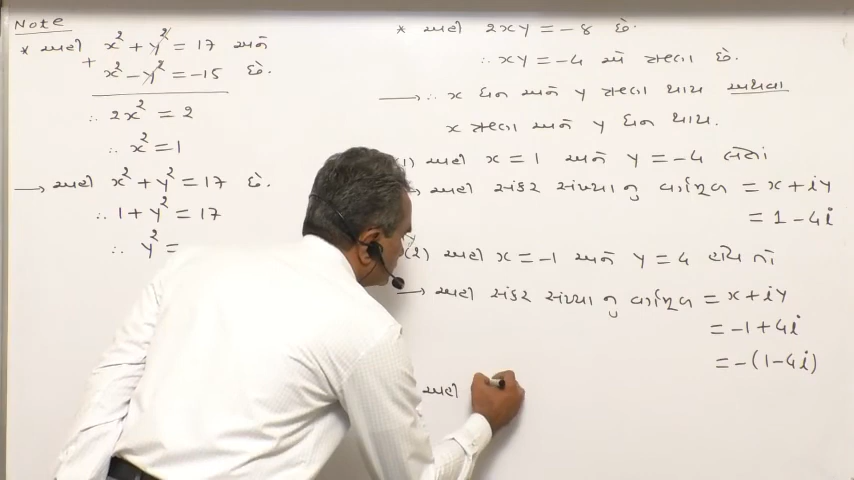 Note
* અહીં x² + y² = 17 અને
+ x² - y² = -15 છે.
∴ 2x² = 2
∴ x² = 1
→ અહીં x² + y² = 17 છે.
∴ 1 + y² = 17
∴ y² =
* અહીં 2xy = -8 છે.
∴ xy = -4 એ ઋણ છે.
→ ∴ x ધન અને y ઋણ થાય અથવા
x ઋણ અને y ધન થાય.
(1) અહીં x = 1 અને y = -4 લેતાં
→ અહીં સંકર સંખ્યાનું વર્ગમૂળ = x + iy
= 1 - 4i
(2) અહીં x = -1 અને y = 4 હોય તો
→ અહીં સંકર સંખ્યાનું વર્ગમૂળ = x + iy
= -1 + 4i
= -(1 - 4i)
અહીં